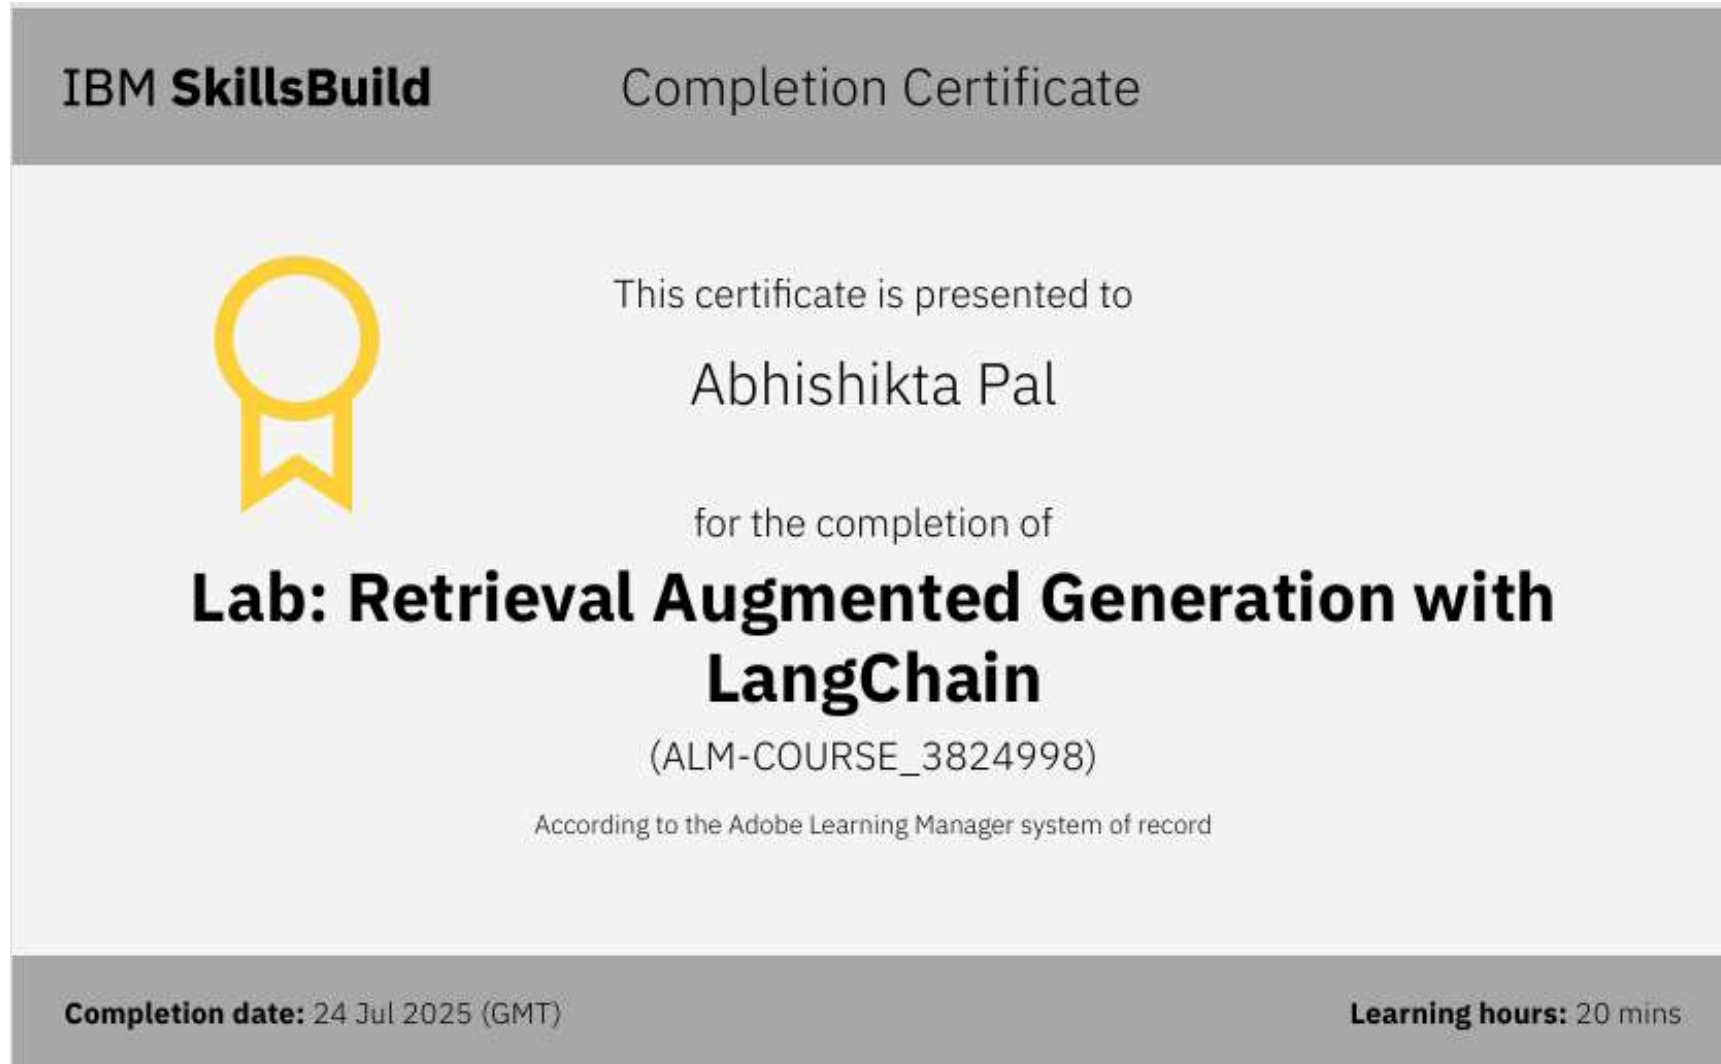 IBM SkillsBuild
Completion Certificate
This certificate is presented to
Abhishikta Pal
for the completion of
Lab: Retrieval Augmented Generation with
LangChain
(ALM-COURSE_3824998)
According to the Adobe Learning Manager system of record
Completion date: 24 Jul 2025 (GMT)
Learning hours: 20 mins